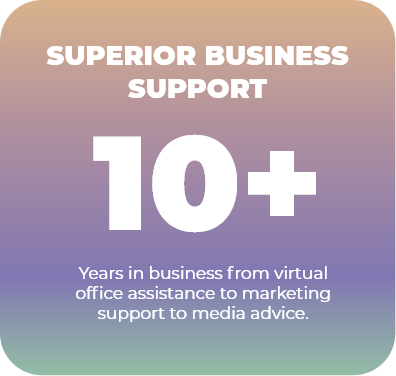 SUPERIOR BUSINESS
SUPPORT
10+
Years in business from virtual
office assistance to marketing
support to media advice.